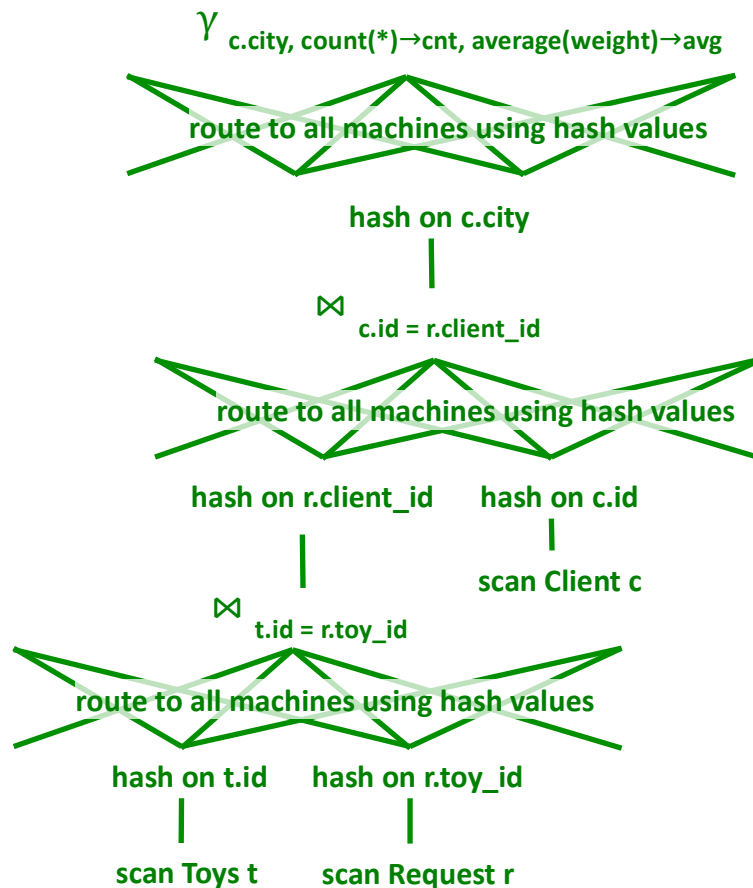 γ c.city, count(*)→cnt, average(weight)→avg
route to all machines using hash values
hash on c.city
⋈ c.id = r.client_id
route to all machines using hash values
hash on r.client_id hash on c.id
scan Client c
⋈ t.id = r.toy_id
route to all machines using hash values
hash on t.id hash on r.toy_id
scan Toys t scan Request r